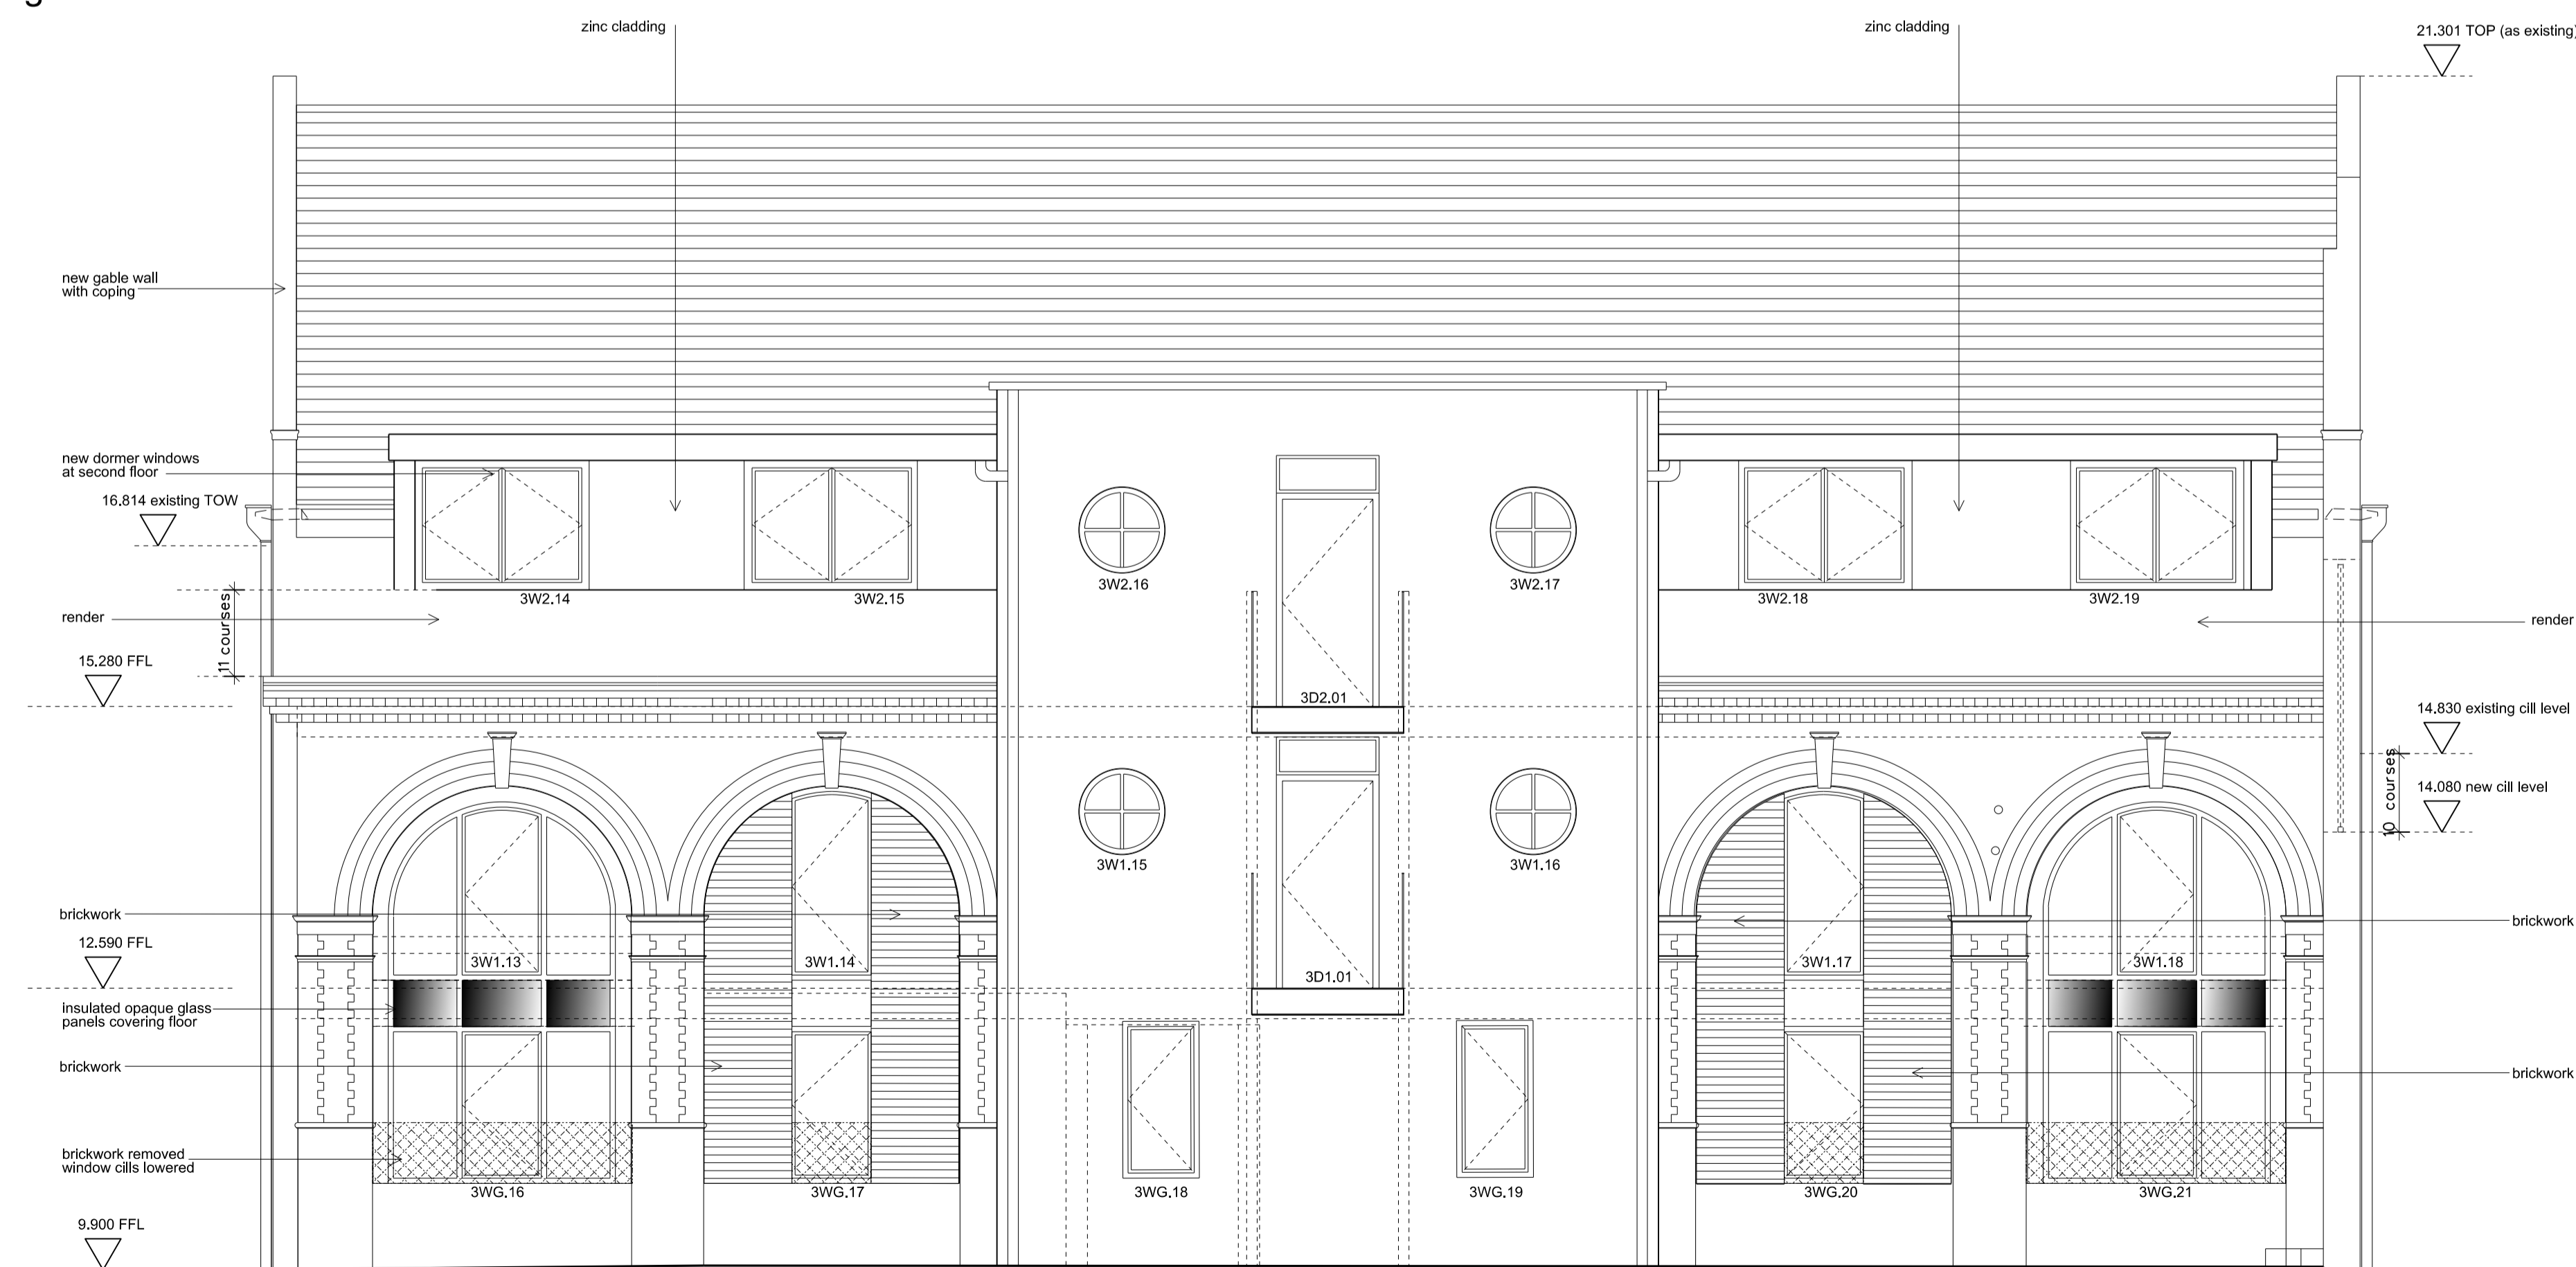 zinc cladding
zinc cladding
21.301 TOP (as existing)
new gable wall
with coping
new dormer windows
at second floor
16.814 existing TOW
3W2.16
3W2.17
3W2.14
3W2.15
3W2.18
3W2.19
render
render
11 courses
15.280 FFL
3D2.01
14.830 existing cill level
14.080 new cill level
10 courses
3W1.15
3W1.16
brickwork
brickwork
12.590 FFL
3W1.13
3W1.14
3W1.17
3W1.18
3D1.01
insulated opaque glass
panels covering floor
brickwork
brickwork
brickwork removed
window cills lowered
3WG.16
3WG.17
3WG.18
3WG.19
3WG.20
3WG.21
9.900 FFL